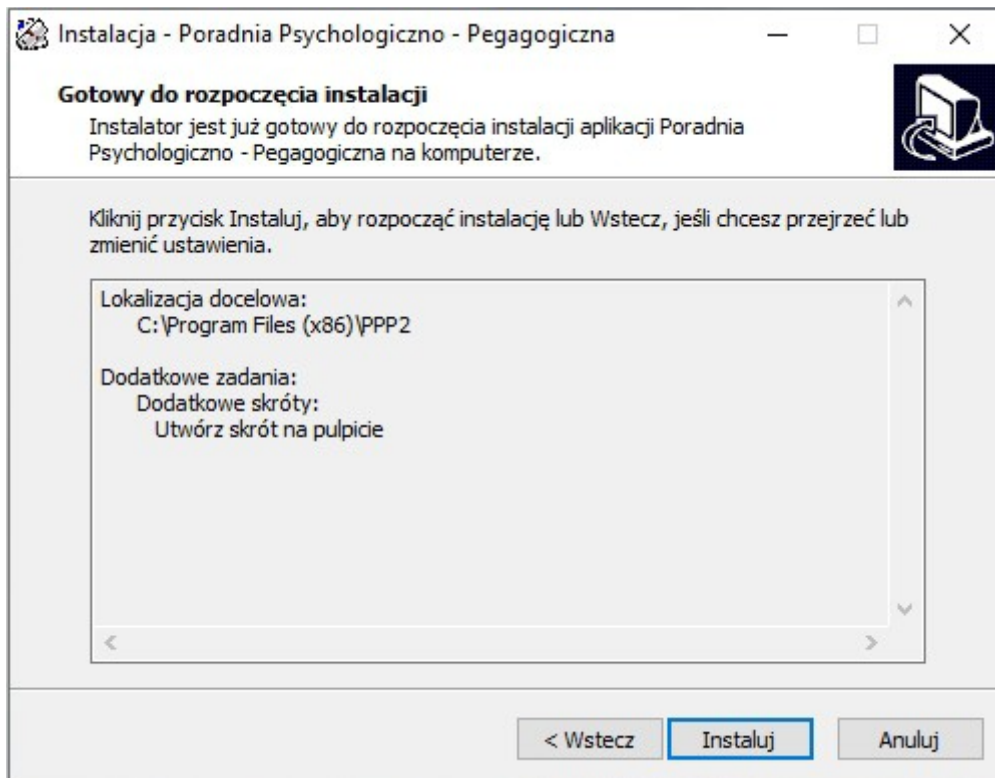 Instalacja - Poradnia Psychologiczno - Pegagogiczna
Gotowy do rozpoczęcia instalacji
Instalator jest już gotowy do rozpoczęcia instalacji aplikacji Poradnia
Psychologiczno - Pegagogiczna na komputerze.
Kliknij przycisk Instaluj, aby rozpocząć instalację lub Wstecz, jeśli chcesz przejrzeć lub
zmienić ustawienia.
Lokalizacja docelowa:
C:\Program Files (x86)\PPP2
Dodatkowe zadania:
Dodatkowe skróty:
Utwórz skrót na pulpicie
< Wstecz
Instaluj
Anuluj